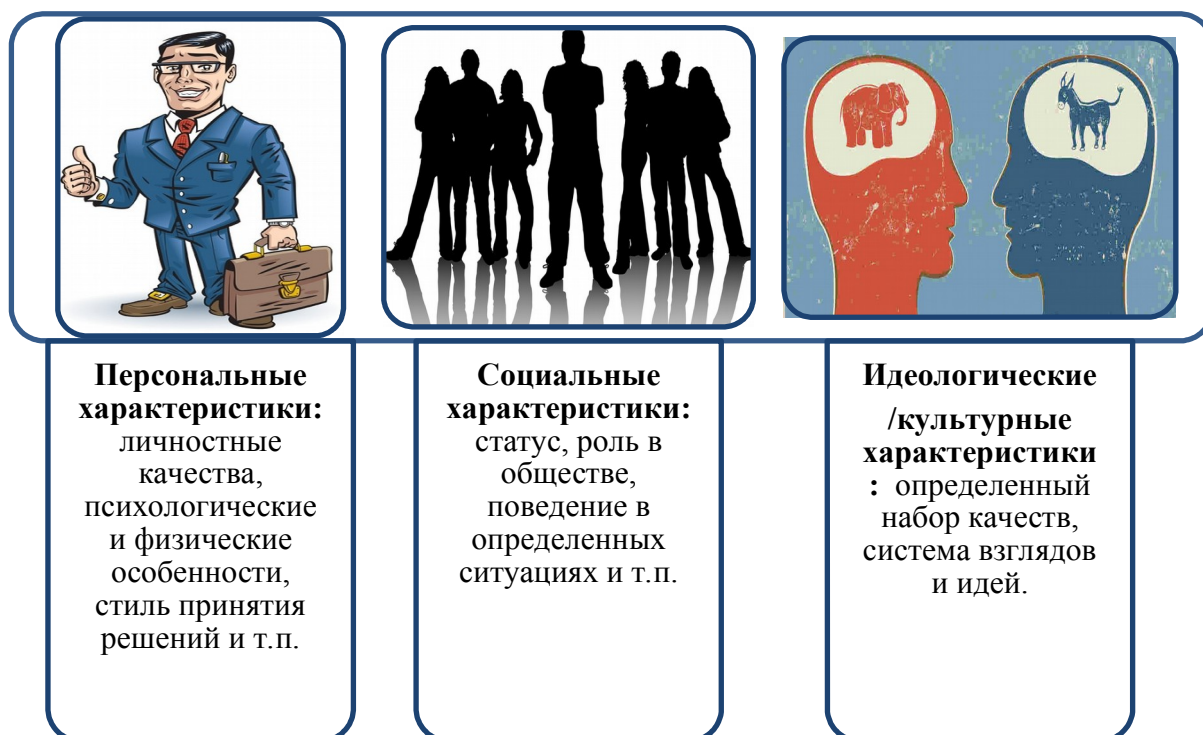 Персональные
характеристики:
личностные
качества,
психологические
и физические
особенности,
стиль принятия
решений и т.п.
Социальные
характеристики:
статус, роль в
обществе,
поведение в
определенных
ситуациях и т.п.
Идеологические
/культурные
характеристики
: определенный
набор качеств,
система взглядов
и идей.